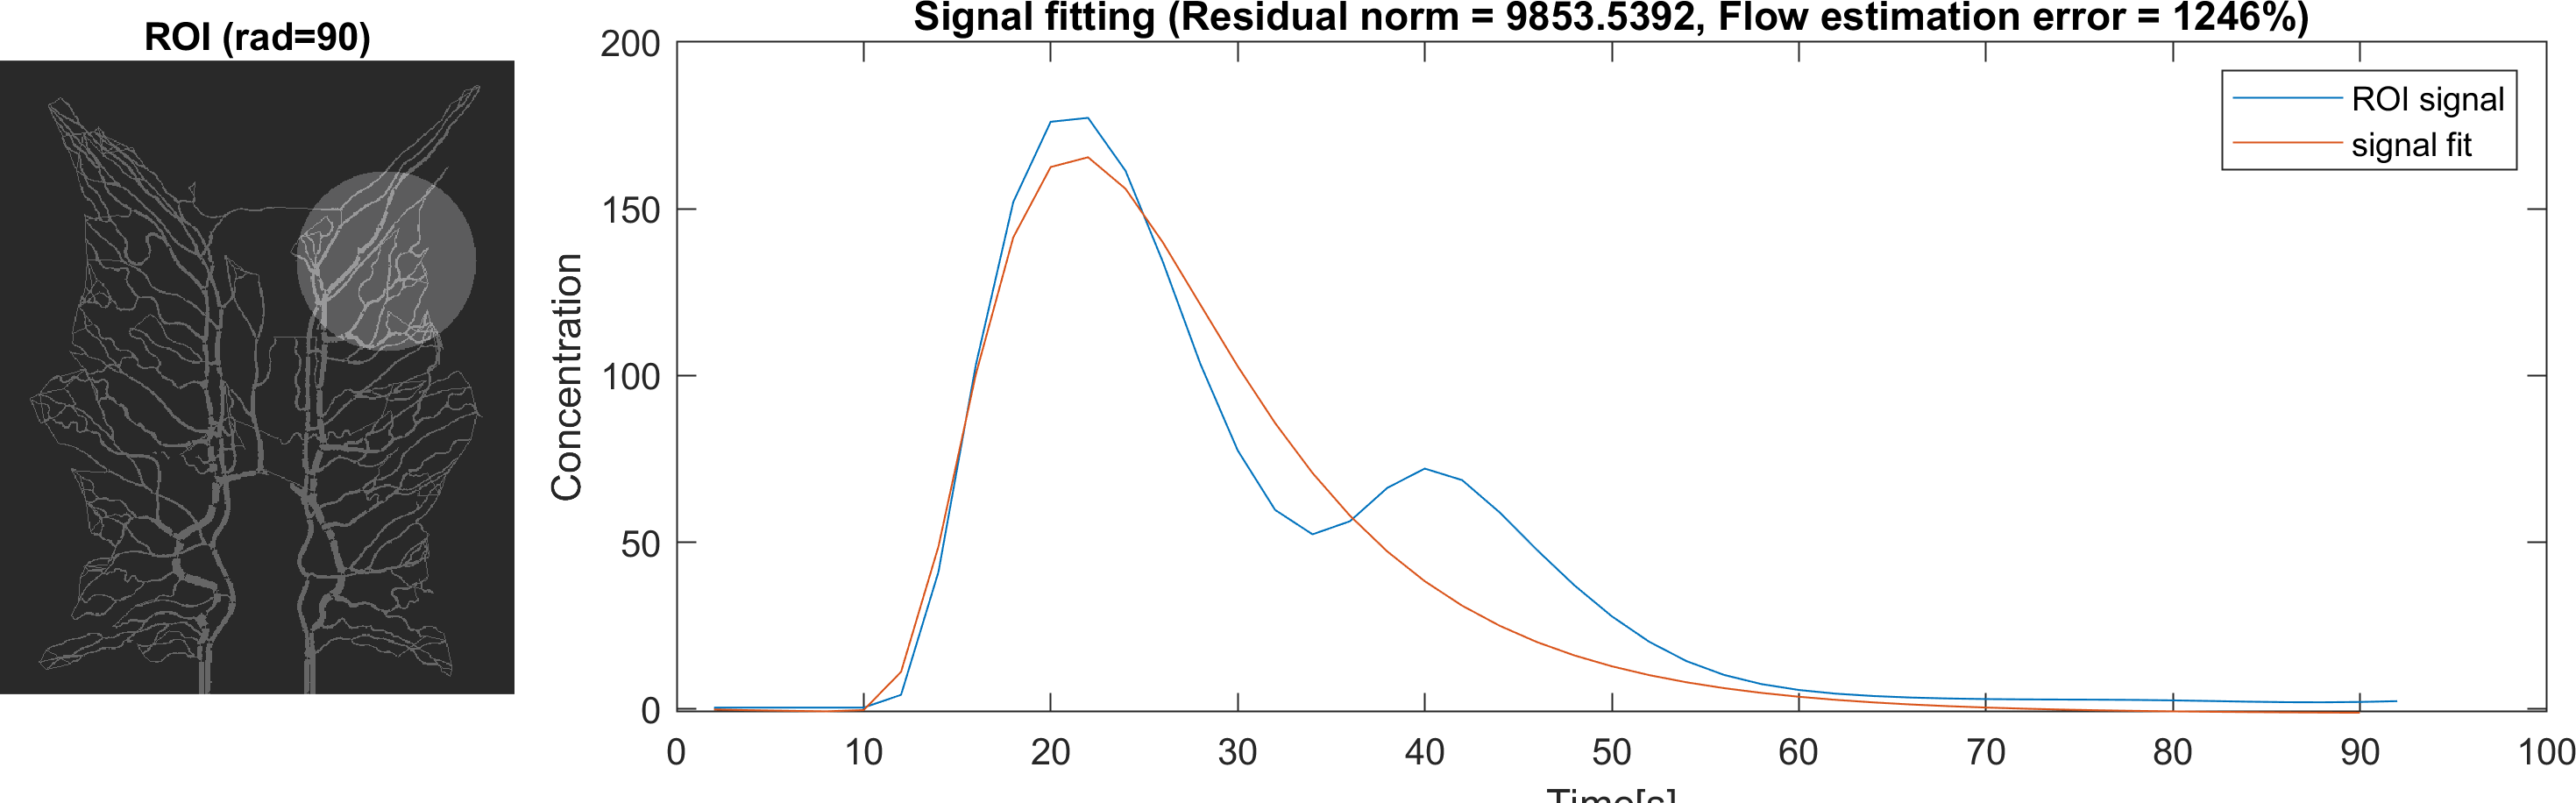 ROI (rad=90)
Signal fitting (Residual norm = 9853.5392, Flow estimation error = 1246%)
200
150
100
50
0
Concentration
ROI signal
signal fit
0 10 20 30 40 50 60 70 80 90 100
Time[s]